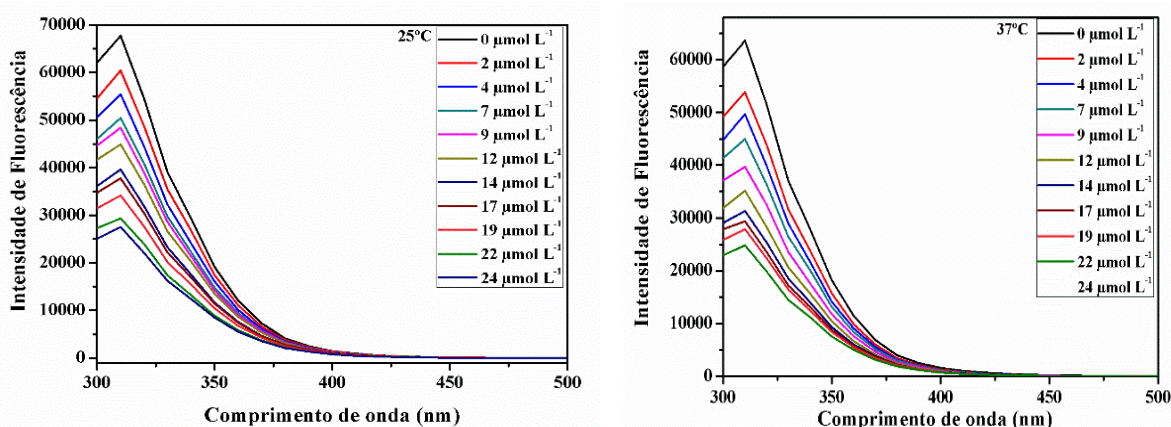 25ºC
70000
60000
50000
40000
30000
20000
10000
0
Intensidade de Fluorescência
0 µmol L⁻¹
2 µmol L⁻¹
4 µmol L⁻¹
7 µmol L⁻¹
9 µmol L⁻¹
12 µmol L⁻¹
14 µmol L⁻¹
17 µmol L⁻¹
19 µmol L⁻¹
22 µmol L⁻¹
24 µmol L⁻¹
300 350 400 450 500
Comprimento de onda (nm)
37ºC
60000
50000
40000
30000
20000
10000
0
Intensidade de Fluorescência
0 µmol L⁻¹
2 µmol L⁻¹
4 µmol L⁻¹
7 µmol L⁻¹
9 µmol L⁻¹
12 µmol L⁻¹
14 µmol L⁻¹
17 µmol L⁻¹
19 µmol L⁻¹
22 µmol L⁻¹
24 µmol L⁻¹
300 350 400 450 500
Comprimento de onda (nm)